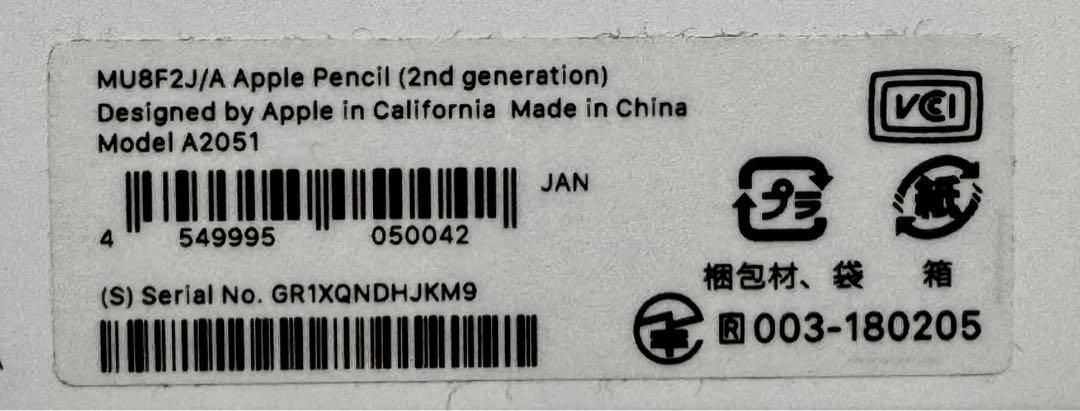 MU8F2J/A Apple Pencil (2nd generation)
Designed by Apple in California Made in China
Model A2051
VCCI
JAN
4 549995 050042
プラ
紙
梱包材、袋
箱
(S) Serial No. GR1XQNDHJKM9
R 003-180205